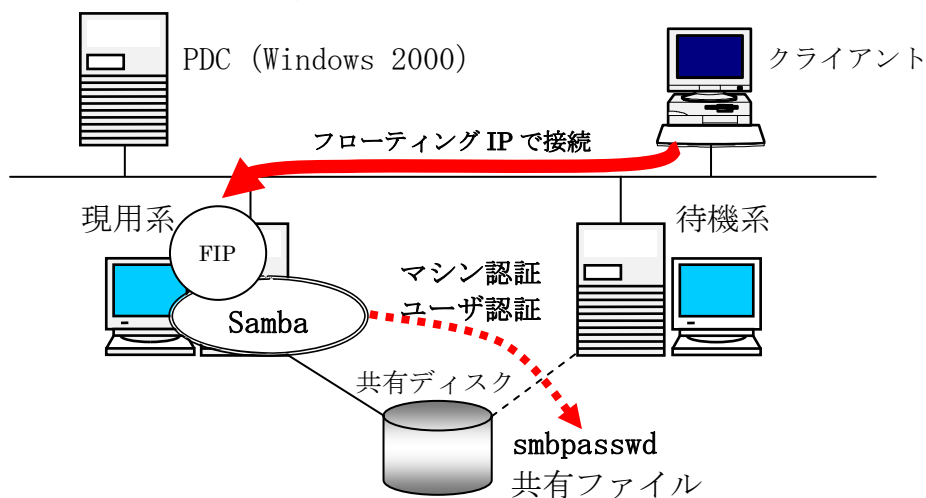 PDC (Windows 2000)
クライアント
フローティング IP で接続
現用系
待機系
FIP
マシン認証
ユーザ認証
Samba
共有ディスク
smbpasswd
共有ファイル